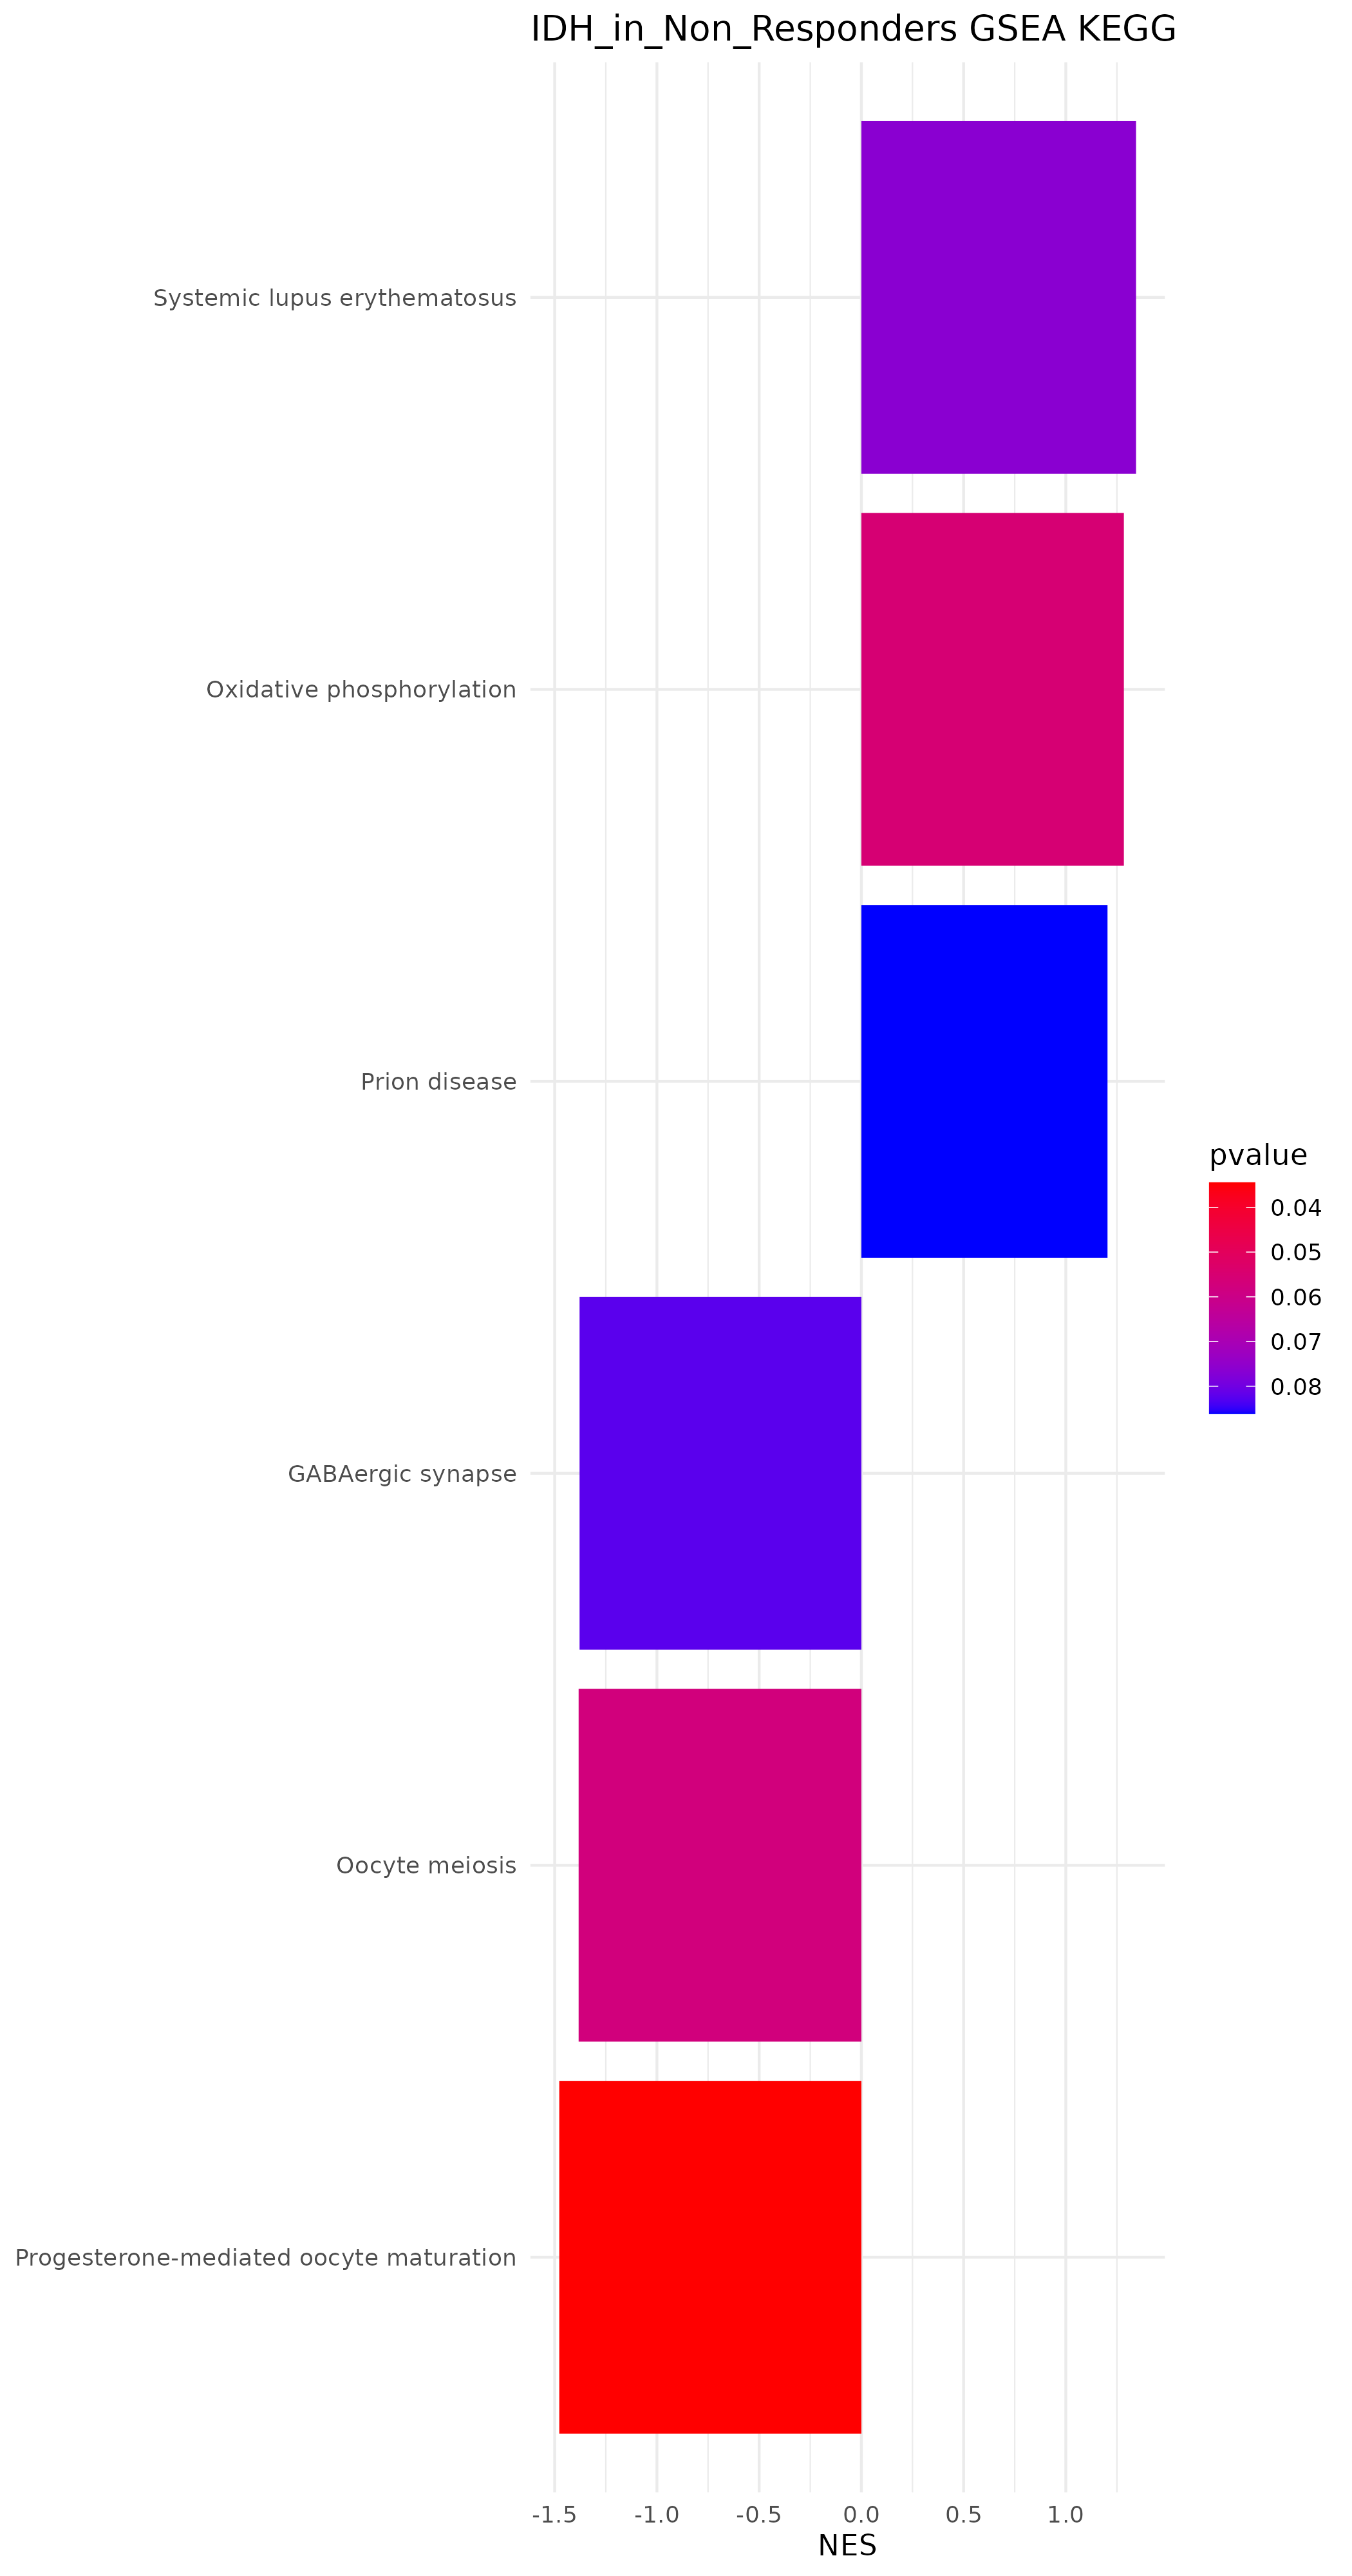 IDH_in_Non_Responders GSEA KEGG
Systemic lupus erythematosus
Oxidative phosphorylation
Prion disease
GABAergic synapse
Oocyte meiosis
Progesterone-mediated oocyte maturation
pvalue
0.04
0.05
0.06
0.07
0.08
-1.5 -1.0 -0.5 0.0 0.5 1.0
NES